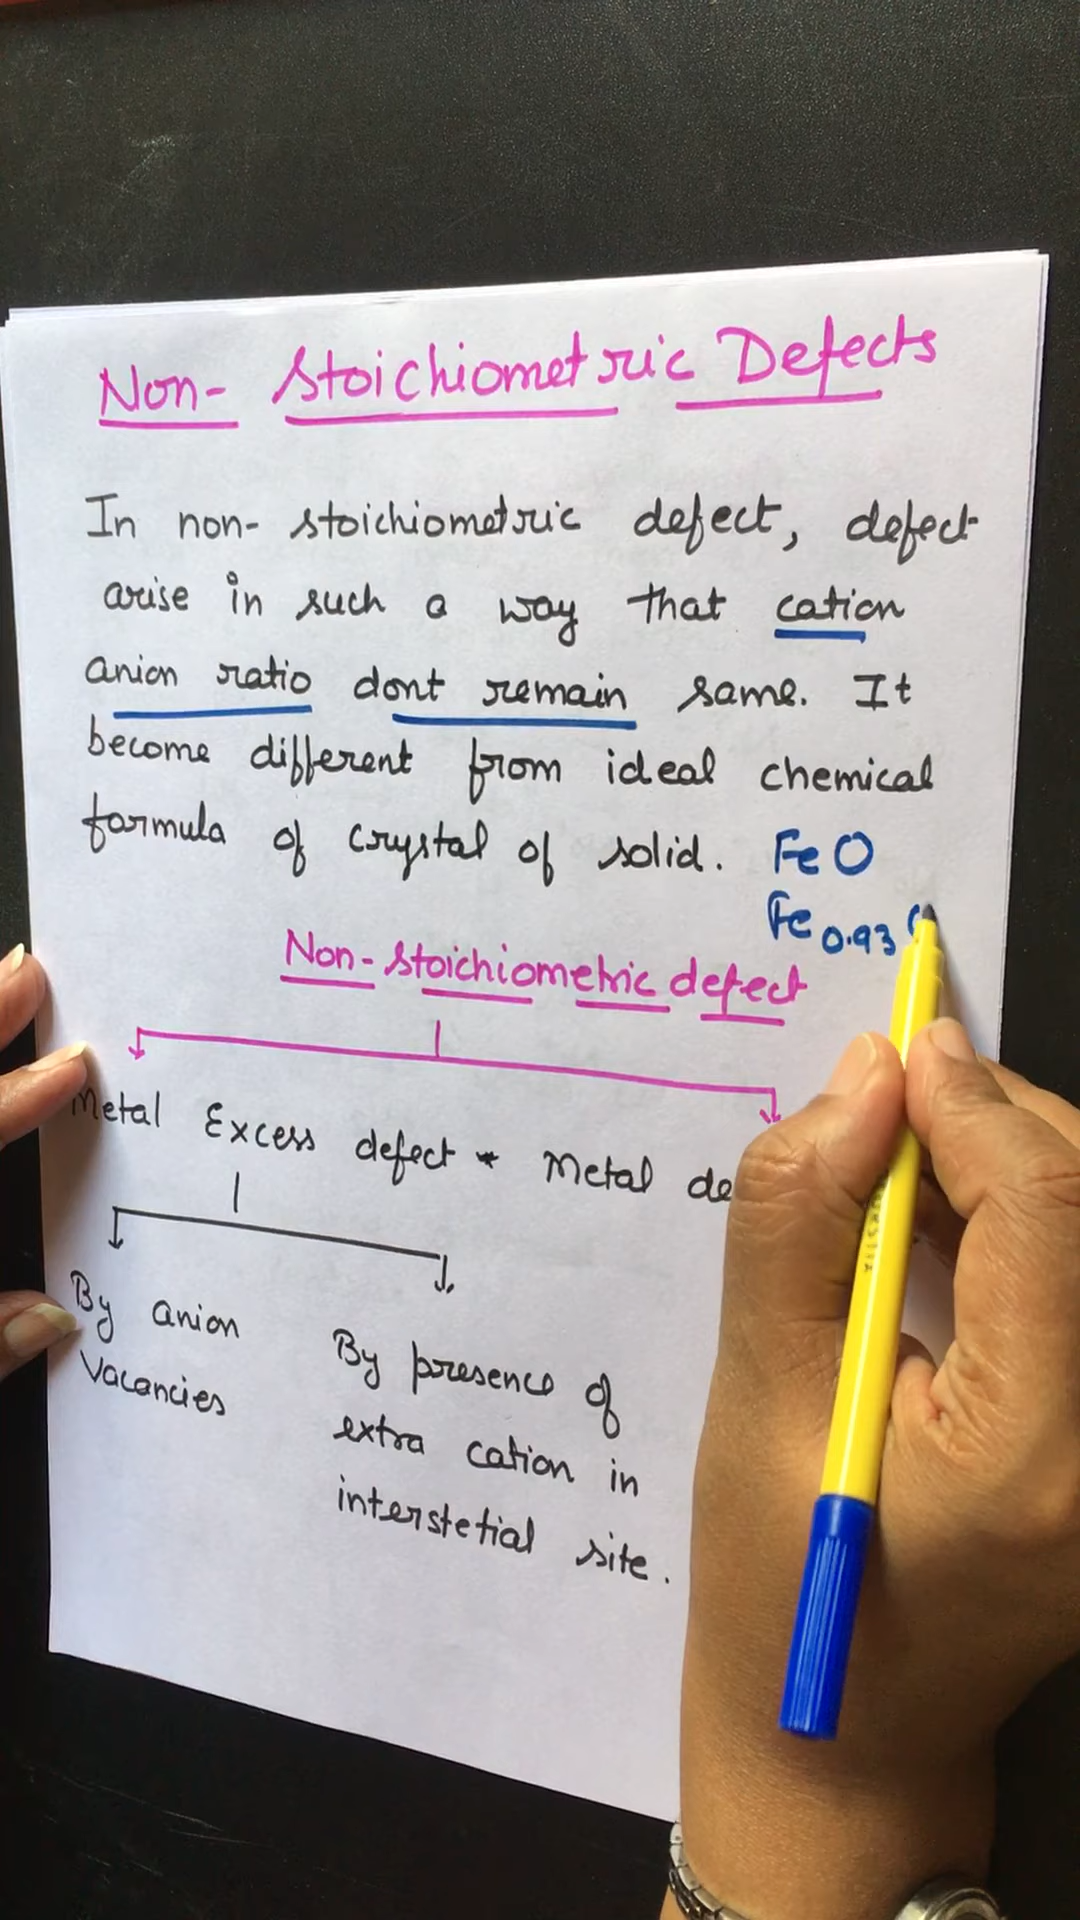 Non- Stoichiometric Defects
In non- stoichiometric defect, defect
arise in such a way that cation
anion ratio dont remain same. It
become different from ideal chemical
formula of crystal of solid. FeO
Fe0.93
Non-Stoichiometric defect
Metal Excess defect * Metal de
By anion
vacancies
By presence of
extra cation in
interstetial site.